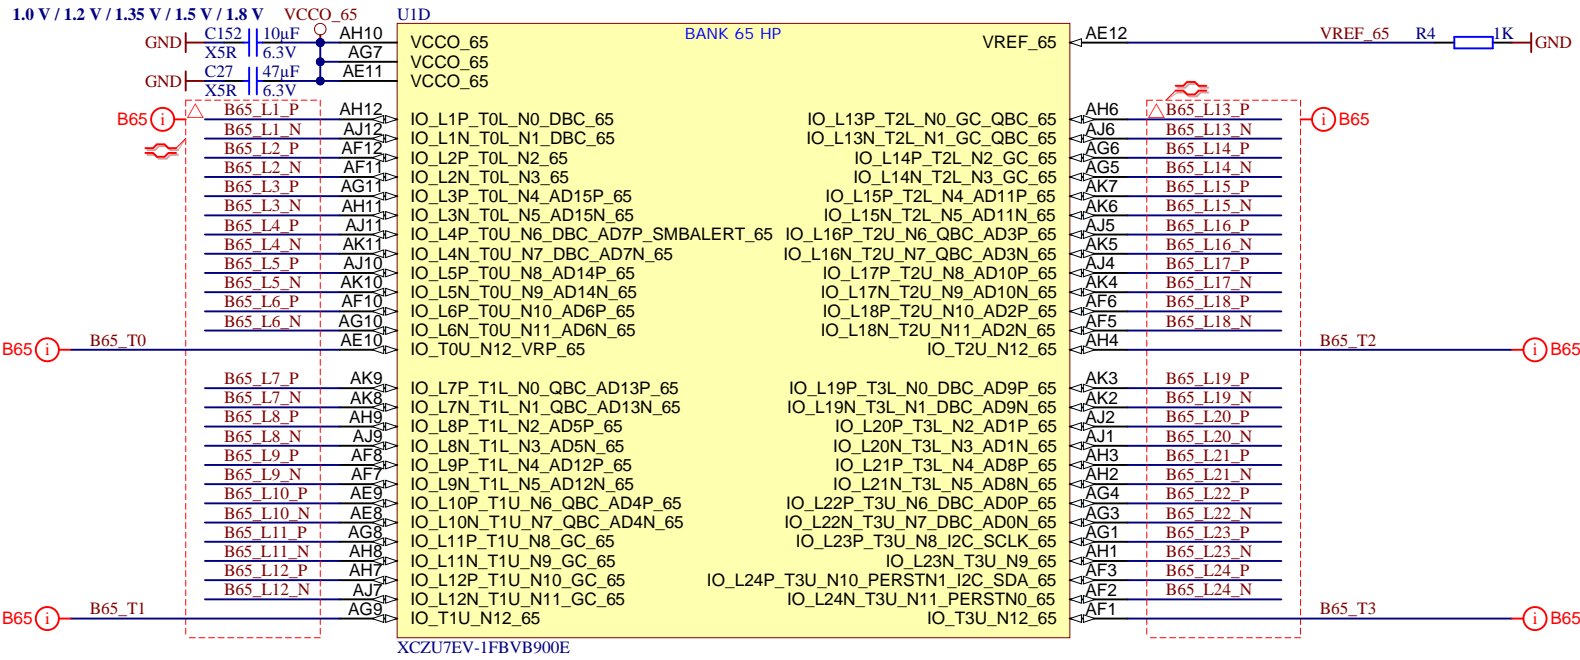 1.0 V / 1.2 V / 1.35 V / 1.5 V / 1.8 V VCCO_65 U1D
BANK 65 HP
GND C152 10µF AH10 VCCO_65 VREF_65 AE12 VREF_65 R4 1K GND
X5R 6.3V AG7 VCCO_65
GND C27 47µF AE11 VCCO_65
X5R 6.3V
B65 i B65_L1_P AH12 IO_L1P_T0L_N0_DBC_65 IO_L13P_T2L_N0_GC_QBC_65 AH6 B65_L13_P i B65
B65_L1_N AJ12 IO_L1N_T0L_N1_DBC_65 IO_L13N_T2L_N1_GC_QBC_65 AJ6 B65_L13_N
B65_L2_P AF12 IO_L2P_T0L_N2_65 IO_L14P_T2L_N2_GC_65 AG6 B65_L14_P
B65_L2_N AF11 IO_L2N_T0L_N3_65 IO_L14N_T2L_N3_GC_65 AG5 B65_L14_N
B65_L3_P AG11 IO_L3P_T0L_N4_AD15P_65 IO_L15P_T2L_N4_AD11P_65 AK7 B65_L15_P
B65_L3_N AH11 IO_L3N_T0L_N5_AD15N_65 IO_L15N_T2L_N5_AD11N_65 AK6 B65_L15_N
B65_L4_P AJ11 IO_L4P_T0U_N6_DBC_AD7P_SMBALERT_65 IO_L16P_T2U_N6_QBC_AD3P_65 AJ5 B65_L16_P
B65_L4_N AK11 IO_L4N_T0U_N7_DBC_AD7N_65 IO_L16N_T2U_N7_QBC_AD3N_65 AK5 B65_L16_N
B65_L5_P AJ10 IO_L5P_T0U_N8_AD14P_65 IO_L17P_T2U_N8_AD10P_65 AJ4 B65_L17_P
B65_L5_N AK10 IO_L5N_T0U_N9_AD14N_65 IO_L17N_T2U_N9_AD10N_65 AK4 B65_L17_N
B65_L6_P AF10 IO_L6P_T0U_N10_AD6P_65 IO_L18P_T2U_N10_AD2P_65 AF6 B65_L18_P
B65_L6_N AG10 IO_L6N_T0U_N11_AD6N_65 IO_L18N_T2U_N11_AD2N_65 AF5 B65_L18_N
B65 i B65_T0 AE10 IO_T0U_N12_VRP_65 IO_T2U_N12_65 AH4 B65_T2 i B65
B65_L7_P AK9 IO_L7P_T1L_N0_QBC_AD13P_65 IO_L19P_T3L_N0_DBC_AD9P_65 AK3 B65_L19_P
B65_L7_N AK8 IO_L7N_T1L_N1_QBC_AD13N_65 IO_L19N_T3L_N1_DBC_AD9N_65 AK2 B65_L19_N
B65_L8_P AH9 IO_L8P_T1L_N2_AD5P_65 IO_L20P_T3L_N2_AD1P_65 AJ2 B65_L20_P
B65_L8_N AJ9 IO_L8N_T1L_N3_AD5N_65 IO_L20N_T3L_N3_AD1N_65 AJ1 B65_L20_N
B65_L9_P AF8 IO_L9P_T1L_N4_AD12P_65 IO_L21P_T3L_N4_AD8P_65 AH3 B65_L21_P
B65_L9_N AF7 IO_L9N_T1L_N5_AD12N_65 IO_L21N_T3L_N5_AD8N_65 AH2 B65_L21_N
B65_L10_P AE9 IO_L10P_T1U_N6_QBC_AD4P_65 IO_L22P_T3U_N6_DBC_AD0P_65 AG4 B65_L22_P
B65_L10_N AE8 IO_L10N_T1U_N7_QBC_AD4N_65 IO_L22N_T3U_N7_DBC_AD0N_65 AG3 B65_L22_N
B65_L11_P AG8 IO_L11P_T1U_N8_GC_65 IO_L23P_T3U_N8_I2C_SCLK_65 AG1 B65_L23_P
B65_L11_N AH8 IO_L11N_T1U_N9_GC_65 IO_L23N_T3U_N9_65 AH1 B65_L23_N
B65_L12_P AH7 IO_L12P_T1U_N10_GC_65 IO_L24P_T3U_N10_PERSTN1_I2C_SDA_65 AF3 B65_L24_P
B65_L12_N AJ7 IO_L12N_T1U_N11_GC_65 IO_L24N_T3U_N11_PERSTN0_65 AF2 B65_L24_N
B65 i B65_T1 AG9 IO_T1U_N12_65 IO_T3U_N12_65 AF1 B65_T3 i B65
XCZU7EV-1FBVB900E